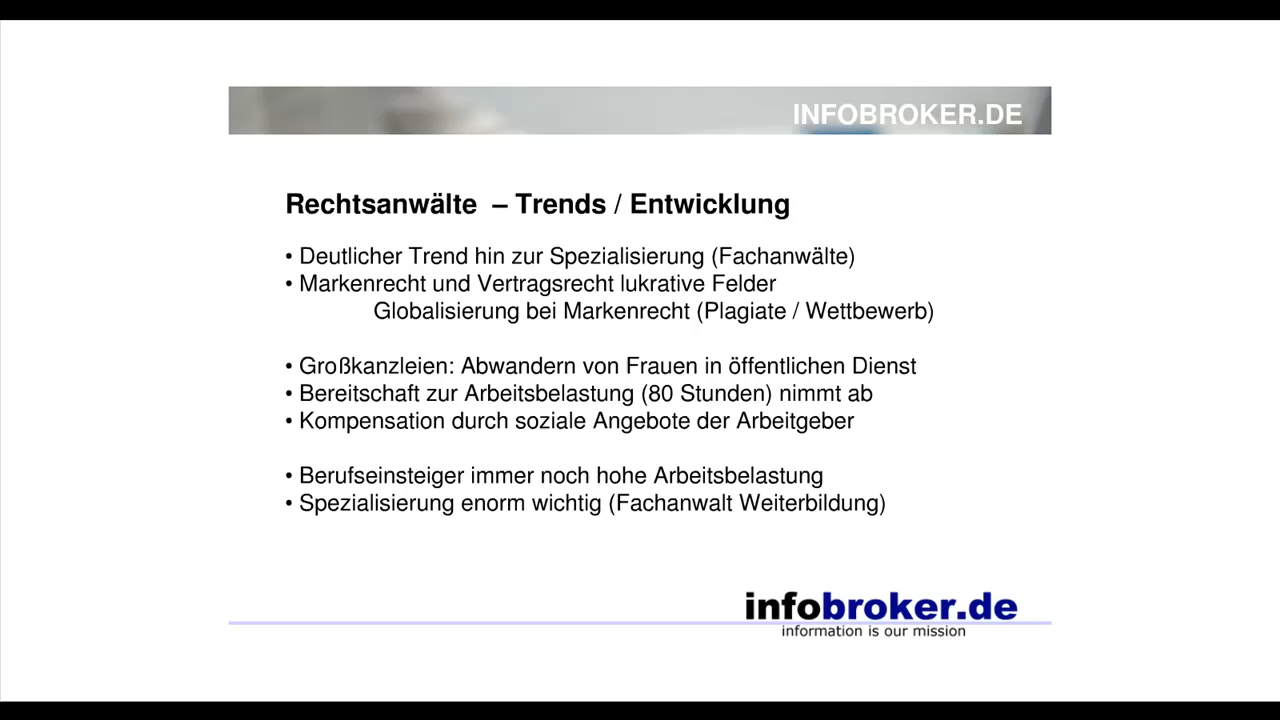 INFOBROKER.DE
Rechtsanwälte – Trends / Entwicklung
• Deutlicher Trend hin zur Spezialisierung (Fachanwälte)
• Markenrecht und Vertragsrecht lukrative Felder
Globalisierung bei Markenrecht (Plagiate / Wettbewerb)
• Großkanzleien: Abwandern von Frauen in öffentlichen Dienst
• Bereitschaft zur Arbeitsbelastung (80 Stunden) nimmt ab
• Kompensation durch soziale Angebote der Arbeitgeber
• Berufseinsteiger immer noch hohe Arbeitsbelastung
• Spezialisierung enorm wichtig (Fachanwalt Weiterbildung)
infobroker.de
information is our mission